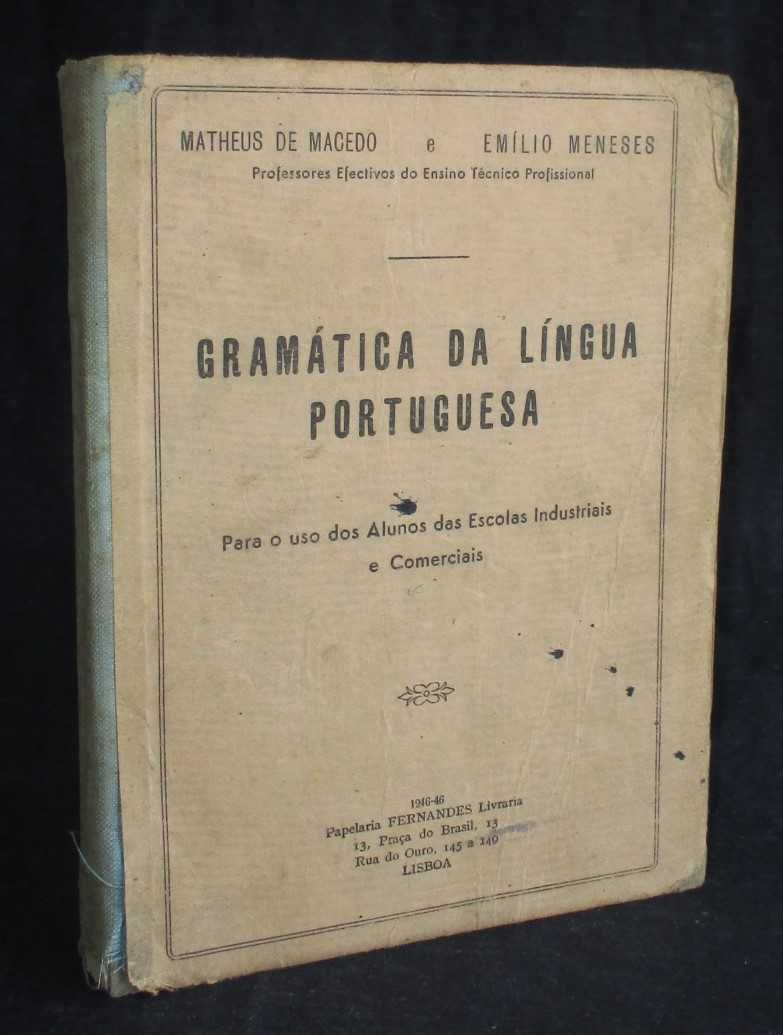 MATHEUS DE MACEDO e EMÍLIO MENESES
Professores Efectivos do Ensino Técnico Profissional
GRAMÁTICA DA LÍNGUA
PORTUGUESA
Para o uso dos Alunos das Escolas Industriais
e Comerciais
1946-46
Papelaria FERNANDES Livraria
13, Praça do Brasil, 13
Rua do Ouro, 145 a 149
LISBOA